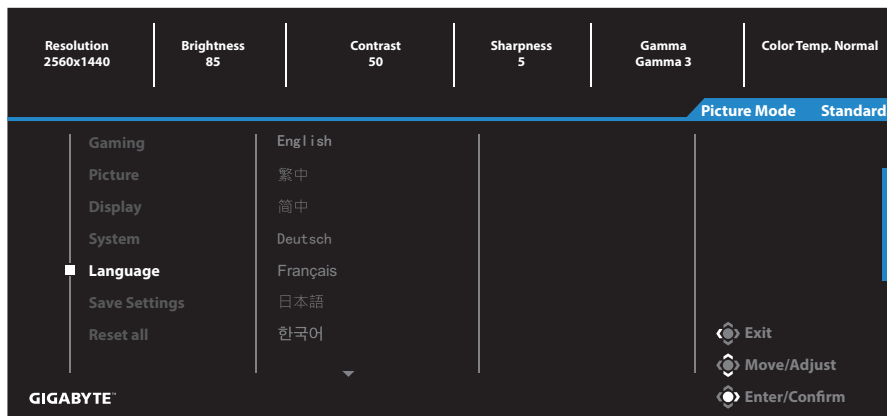 Resolution
2560x1440
Brightness
85
Contrast
50
Sharpness
5
Gamma
Gamma 3
Color Temp. Normal
Picture Mode Standard
Gaming
Picture
Display
System
Language
Save Settings
Reset all
English
繁中
简中
Deutsch
Français
日本語
한국어
Exit
Move/Adjust
Enter/Confirm
GIGABYTE™